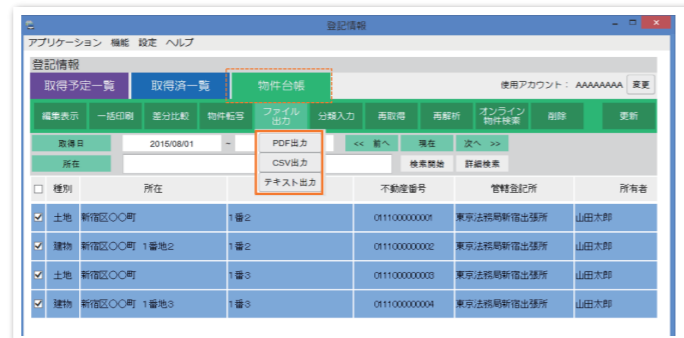 登記情報
アプリケーション 機能 設定 ヘルプ
登記情報
取得予定一覧 取得済一覧 物件台帳 使用アカウント： AAAAAAAA 変更
編集表示 一括印刷 差分比較 物件転写 ファイル出力 分類入力 再取得 再解析 オンライン物件検索 削除 更新
取得日 2015/08/01 - << 前へ 現在 次へ >>
所在 検索開始 詳細検索
PDF出力
CSV出力
テキスト出力
種別 所在 不動産番号 管轄登記所 所有者
土地 新宿区〇〇町 1番2 011100000001 東京法務局新宿出張所 山田太郎
建物 新宿区〇〇町 1番地2 1番2 011100000002 東京法務局新宿出張所 山田太郎
土地 新宿区〇〇町 1番3 011100000003 東京法務局新宿出張所 山田太郎
建物 新宿区〇〇町 1番地3 1番3 011100000004 東京法務局新宿出張所 山田太郎